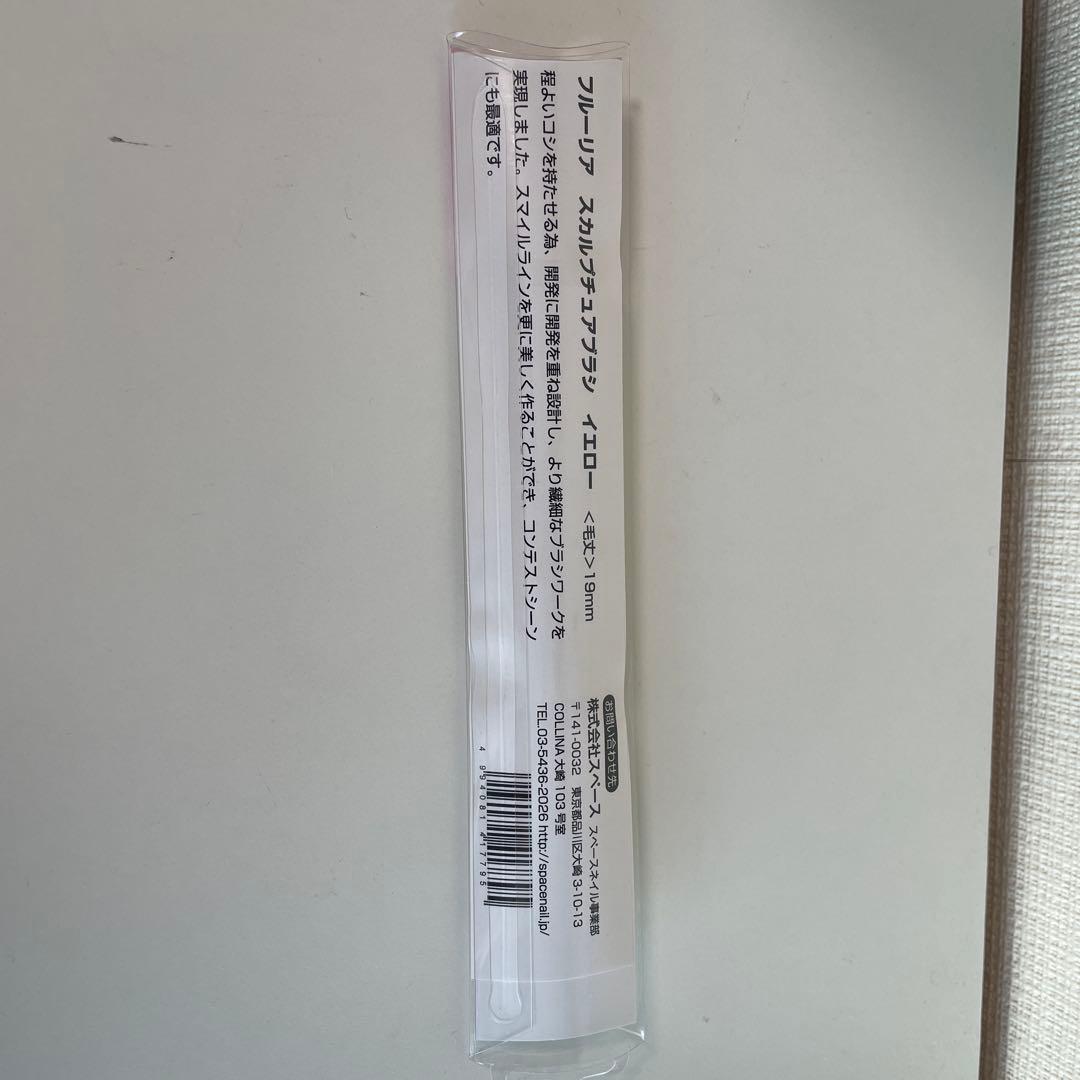 フルーリア　スカルプチュアブラシ　イエロー　＜毛丈＞19mm
程よいコシを持たせる為、開発に開発を重ね設計し、より繊細なブラシワークを
実現しました。スマイルラインを更に美しく作ることができ、コンテストシーン
にも最適です。
お問い合わせ先
株式会社スペース スペースネイル事業部
〒141-0032　東京都品川区大崎 3-10-13
COLLINA 大崎 103 号室
TEL.03-5436-2026 http://spacenail.jp/
4 994081 417795